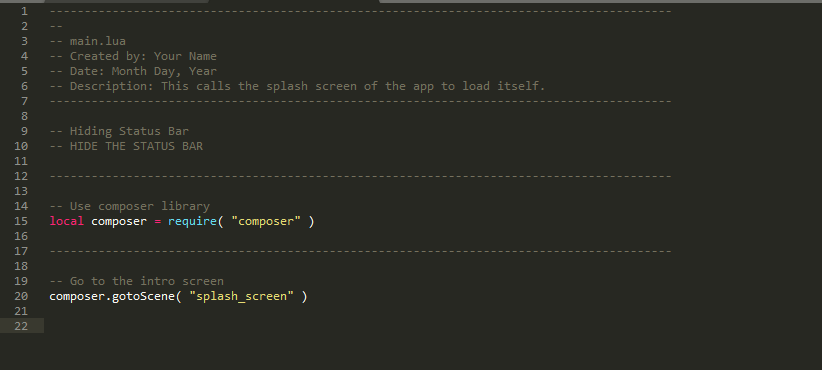 1 -----------------------------------------------------------------------------------------
2 --
3 -- main.lua
4 -- Created by: Your Name
5 -- Date: Month Day, Year
6 -- Description: This calls the splash screen of the app to load itself.
7 -----------------------------------------------------------------------------------------
8
9 -- Hiding Status Bar
10 -- HIDE THE STATUS BAR
11
12 -----------------------------------------------------------------------------------------
13
14 -- Use composer library
15 local composer = require( "composer" )
16
17 -----------------------------------------------------------------------------------------
18
19 -- Go to the intro screen
20 composer.gotoScene( "splash_screen" )
21
22